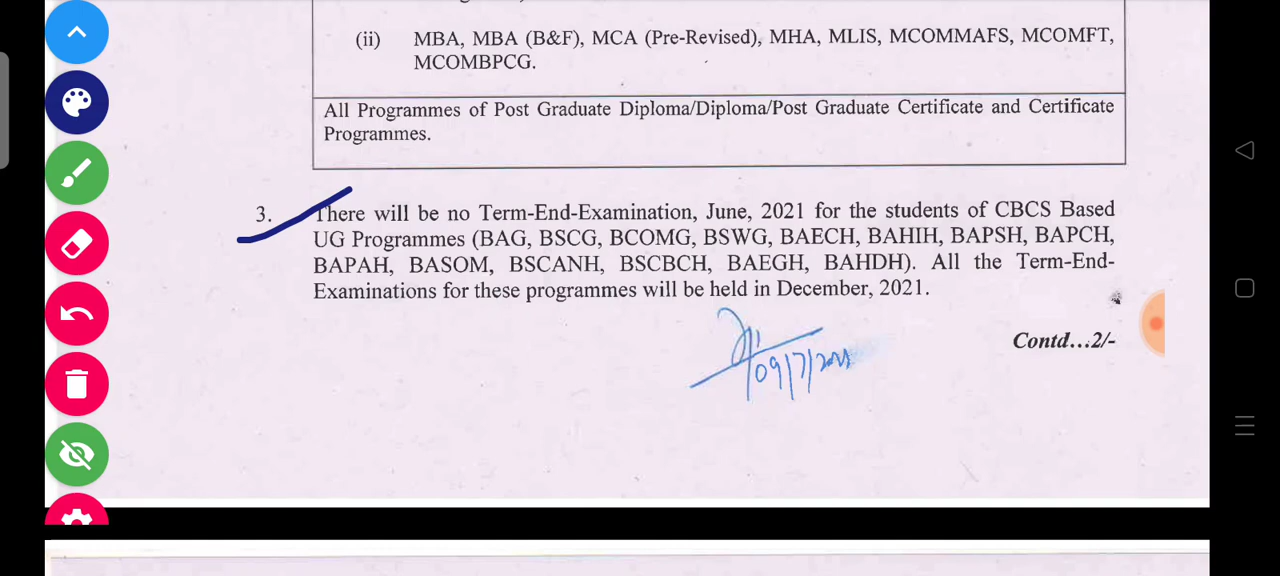 (ii) MBA, MBA (B&F), MCA (Pre-Revised), MHA, MLIS, MCOMMAFS, MCOMFT,
MCOMBPCG.
All Programmes of Post Graduate Diploma/Diploma/Post Graduate Certificate and Certificate
Programmes.
3. There will be no Term-End-Examination, June, 2021 for the students of CBCS Based
UG Programmes (BAG, BSCG, BCOMG, BSWG, BAECH, BAHIH, BAPSH, BAPCH,
BAPAH, BASOM, BSCANH, BSCBCH, BAEGH, BAHDH). All the Term-End-
Examinations for these programmes will be held in December, 2021.
Contd...2/-
09/7/2021